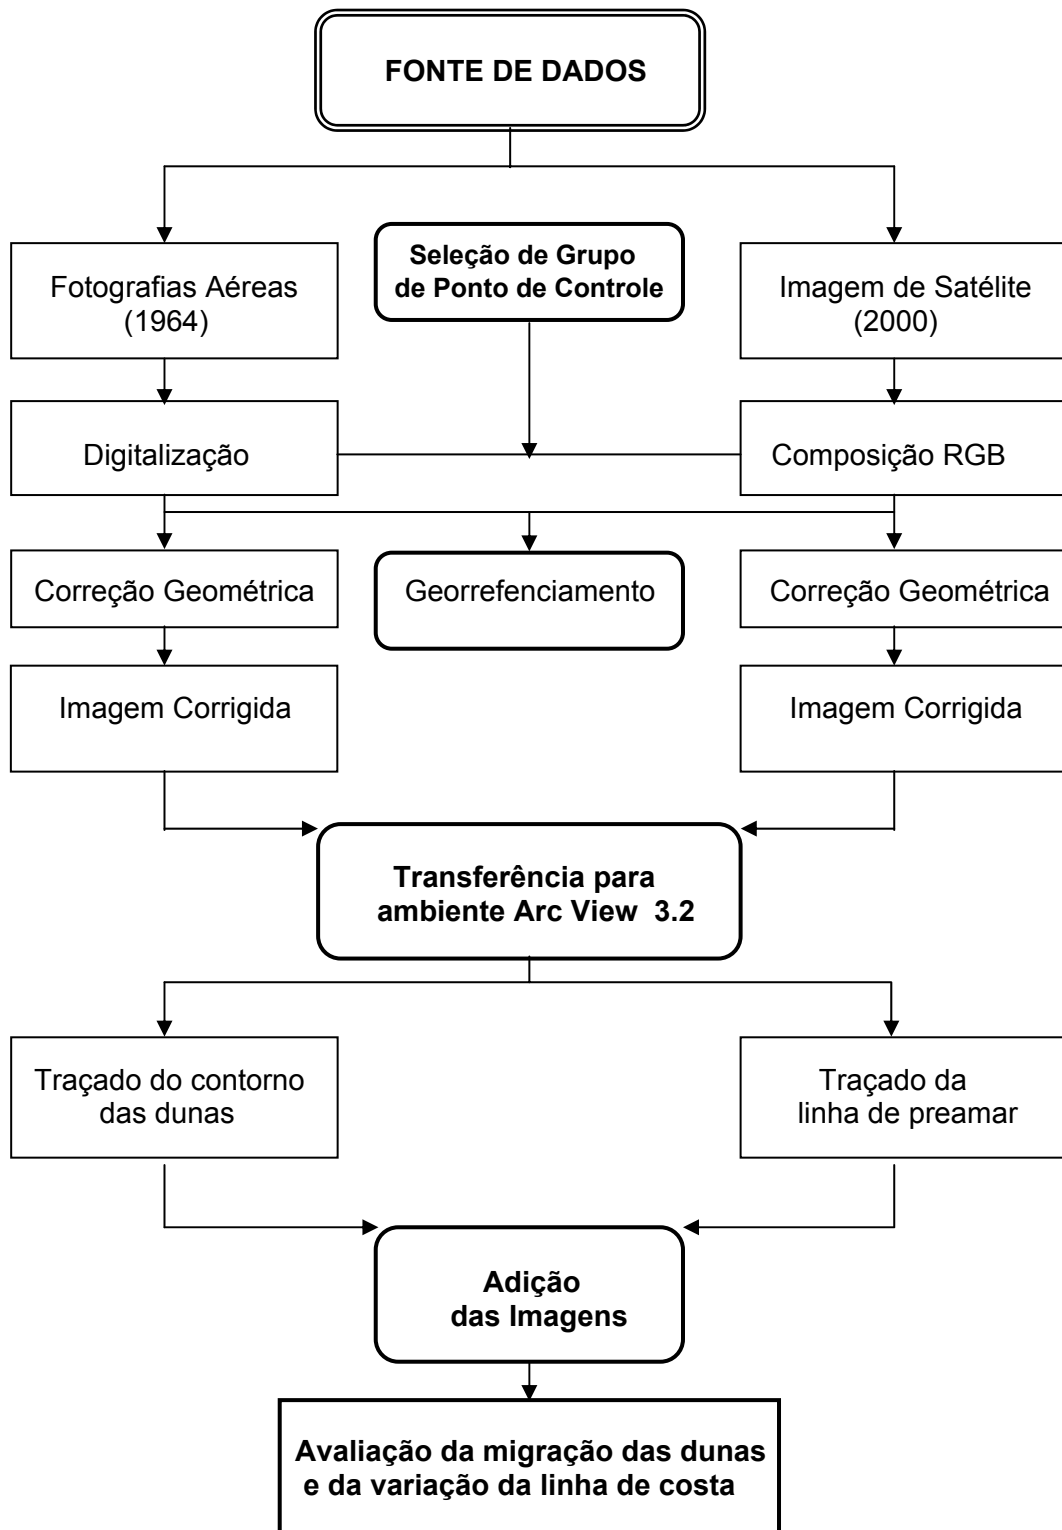 FONTE DE DADOS
Fotografias Aéreas
(1964)
Seleção de Grupo
de Ponto de Controle
Imagem de Satélite
(2000)
Digitalização
Composição RGB
Correção Geométrica
Georrefenciamento
Correção Geométrica
Imagem Corrigida
Imagem Corrigida
Transferência para
ambiente Arc View 3.2
Traçado do contorno
das dunas
Traçado da
linha de preamar
Adição
das Imagens
Avaliação da migração das dunas
e da variação da linha de costa